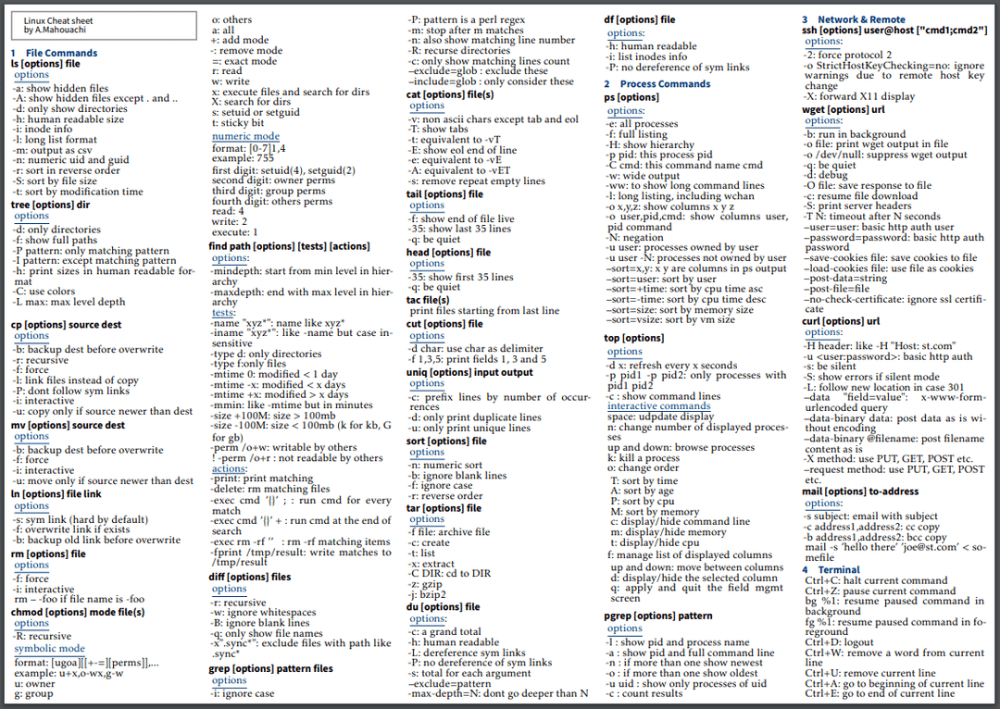 Linux Cheat sheet
by A.Mahouachi
1 File Commands
ls [options] file
options
-a: show hidden files
-A: show hidden files except . and ..
-d: only show directories
-h: human readable size
-i: inode info
-l: long list format
-m: output as csv
-n: numeric uid and guid
-r: sort in reverse order
-S: sort by file size
-t: sort by modification time
tree [options] dir
options
-d: only directories
-f: show full paths
-P pattern: only matching pattern
-I pattern: except matching pattern
-h: print sizes in human readable for-
mat
-C: use colors
-L max: max level depth
cp [options] source dest
options
-b: backup dest before overwrite
-r: recursive
-f: force
-l: link files instead of copy
-P: dont follow sym links
-i: interactive
-u: copy only if source newer than dest
mv [options] source dest
options
-b: backup dest before overwrite
-f: force
-i: interactive
-u: move only if source newer than dest
ln [options] file link
options
-s: sym link (hard by default)
-f: overwrite link if exists
-b: backup old link before overwrite
rm [options] file
options
-f: force
-i: interactive
rm – -foo if file name is -foo
chmod [options] mode file(s)
options
-R: recursive
symbolic mode
format: [ugoa][[+-=][perms]],...
example: u+x,o-wx,g-w
u: owner
g: group
o: others
a: all
+: add mode
-: remove mode
=: exact mode
r: read
w: write
x: execute files and search for dirs
X: search for dirs
s: setuid or setguid
t: sticky bit
numeric mode
format: [0-7]1,4
example: 755
first digit: setuid(4), setguid(2)
second digit: owner perms
third digit: group perms
fourth digit: others perms
read: 4
write: 2
execute: 1
find path [options] [tests] [actions]
options:
-mindepth: start from min level in hier-
archy
-maxdepth: end with max level in hier-
archy
tests:
-name "xyz*": name like xyz*
-iname "xyz*": like -name but case in-
sensitive
-type d: only directories
-type f:only files
-mtime 0: modified < 1 day
-mtime -x: modified < x days
-mtime +x: modified > x days
-mmin: like -mtime but in minutes
-size +100M: size > 100mb
-size -100M: size < 100mb (k for kb, G
for gb)
-perm /o+w: writable by others
! -perm /o+r : not readable by others
actions:
-print: print matching
-delete: rm matching files
-exec cmd '{}' ; : run cmd for every
match
-exec cmd '{}' + : run cmd at the end of
search
-exec rm -rf '' : rm -rf matching items
-fprint /tmp/result: write matches to
/tmp/result
diff [options] files
options
-r: recursive
-w: ignore whitespaces
-B: ignore blank lines
-q: only show file names
-x".sync*": exclude files with path like
.sync*
grep [options] pattern files
options
-i: ignore case
-P: pattern is a perl regex
-m: stop after m matches
-n: also show matching line number
-R: recurse directories
-c: only show matching lines count
–exclude=glob : exclude these
–include=glob : only consider these
cat [options] file(s)
options
-v: non ascii chars except tab and eol
-T: show tabs
-t: equivalent to -vT
-E: show eol end of line
-e: equivalent to -vE
-A: equivalent to -vET
-s: remove repeat empty lines
tail [options] file
options
-f: show end of file live
-35: show last 35 lines
-q: be quiet
head [options] file
options
-35: show first 35 lines
-q: be quiet
tac file(s)
print files starting from last line
cut [options] file
options
-d char: use char as delimiter
-f 1,3,5: print fields 1, 3 and 5
uniq [options] input output
options
-c: prefix lines by number of occur-
rences
-d: only print duplicate lines
-u: only print unique lines
sort [options] file
options
-n: numeric sort
-b: ignore blank lines
-f: ignore case
-r: reverse order
tar [options] file
options
-f file: archive file
-c: create
-t: list
-x: extract
-C DIR: cd to DIR
-z: gzip
-j: bzip2
du [options] file
options:
-c: a grand total
-h: human readable
-L: dereference sym links
-P: no dereference of sym links
-s: total for each argument
–exclude=pattern
-max-depth=N: dont go deeper than N
df [options] file
options:
-h: human readable
-i: list inodes info
-P: no dereference of sym links
2 Process Commands
ps [options]
options:
-e: all processes
-f: full listing
-H: show hierarchy
-p pid: this process pid
-C cmd: this command name cmd
-w: wide output
-ww: to show long commands
-l: long listing, including wchan
-o x,y,z: show columns x y z
-o user,pid,cmd: show columns user,
pid command
-N: negation
-u user: processes owned by user
-u user -N: processes not owned by user
–sort=x,y: x y are columns in ps output
–sort=user: sort by user
–sort=+time: sort by cpu time asc
–sort=-time: sort by cpu time desc
–sort=size: sort by memory size
–sort=vsize: sort by vm size
top [options]
options
-d x: refresh every x seconds
-p pid1 -p pid2: only processes with
pid1 pid2
-c : show command lines
interactive commands
space: udpdate display
n: change number of displayed proces-
ses
up and down: browse processes
k: kill a process
o: change order
T: sort by time
A: sort by age
P: sort by cpu
M: sort by memory
c: display/hide command line
m: display/hide memory
t: display/hide cpu
f: manage list of displayed columns
up and down: move between columns
d: display/hide the selected column
q: apply and quit the field mgmt
screen
pgrep [options] pattern
options:
-l : show pid and process name
-a : show pid and full command line
-n : if more than one show newest
-o : if more than one show oldest
-u uid : show only processes of uid
-c : count results
3 Network & Remote
ssh [options] user@host ["cmd1;cmd2"]
options:
-2: force protocol 2
-o StrictHostKeyChecking=no: ignore
warnings due to remote host key
change
-X: forward X11 display
wget [options] url
options:
-b: run in background
-o file: print wget output in file
-o /dev/null: suppress wget output
-q: be quiet
-d: debug
-O file: save response to file
-c: resume file download
-S: print server headers
-T N: timeout after N seconds
–user=user: basic http auth user
–password=password: basic http auth
password
–save-cookies file: save cookies to file
–load-cookies file: use file as cookies
–post-data=string
–post-file=file
–no-check-certificate: ignore ssl certifi-
cate
curl [options] url
options:
-H header: like -H "Host: st.com"
-u <user:password>: basic http auth
-s: be silent
-S: show errors if silent mode
-L: follow new location in case 301
–data "field=value": x-www-form-
urlencoded query
–data-binary data: post data as is wi-
thout encoding
–data-binary @filename: post filename
content as is
-X method: use PUT, GET, POST etc.
–request method: use PUT, GET, POST
etc.
mail [options] to-address
options:
-s subject: email with subject
-c address1,address2: cc copy
-b address1,address2: bcc copy
mail -s 'hello there' 'joe@st.com' < so-
mefile
4 Terminal
Ctrl+C: halt current command
Ctrl+Z: pause current command
bg %1: resume paused command in
background
fg %1: resume paused command in fo-
reground
Ctrl+D: logout
Ctrl+W: remove a word from current
line
Ctrl+U: remove current line
Ctrl+A: go to beginning of current line
Ctrl+E: go to end of current line